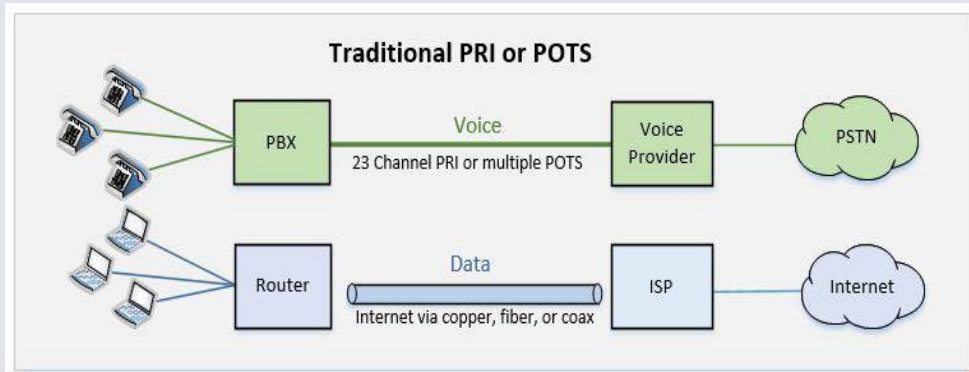 Traditional PRI or POTS
PBX
Voice
23 Channel PRI or multiple POTS
Voice
Provider
PSTN
Router
Data
Internet via copper, fiber, or coax
ISP
Internet